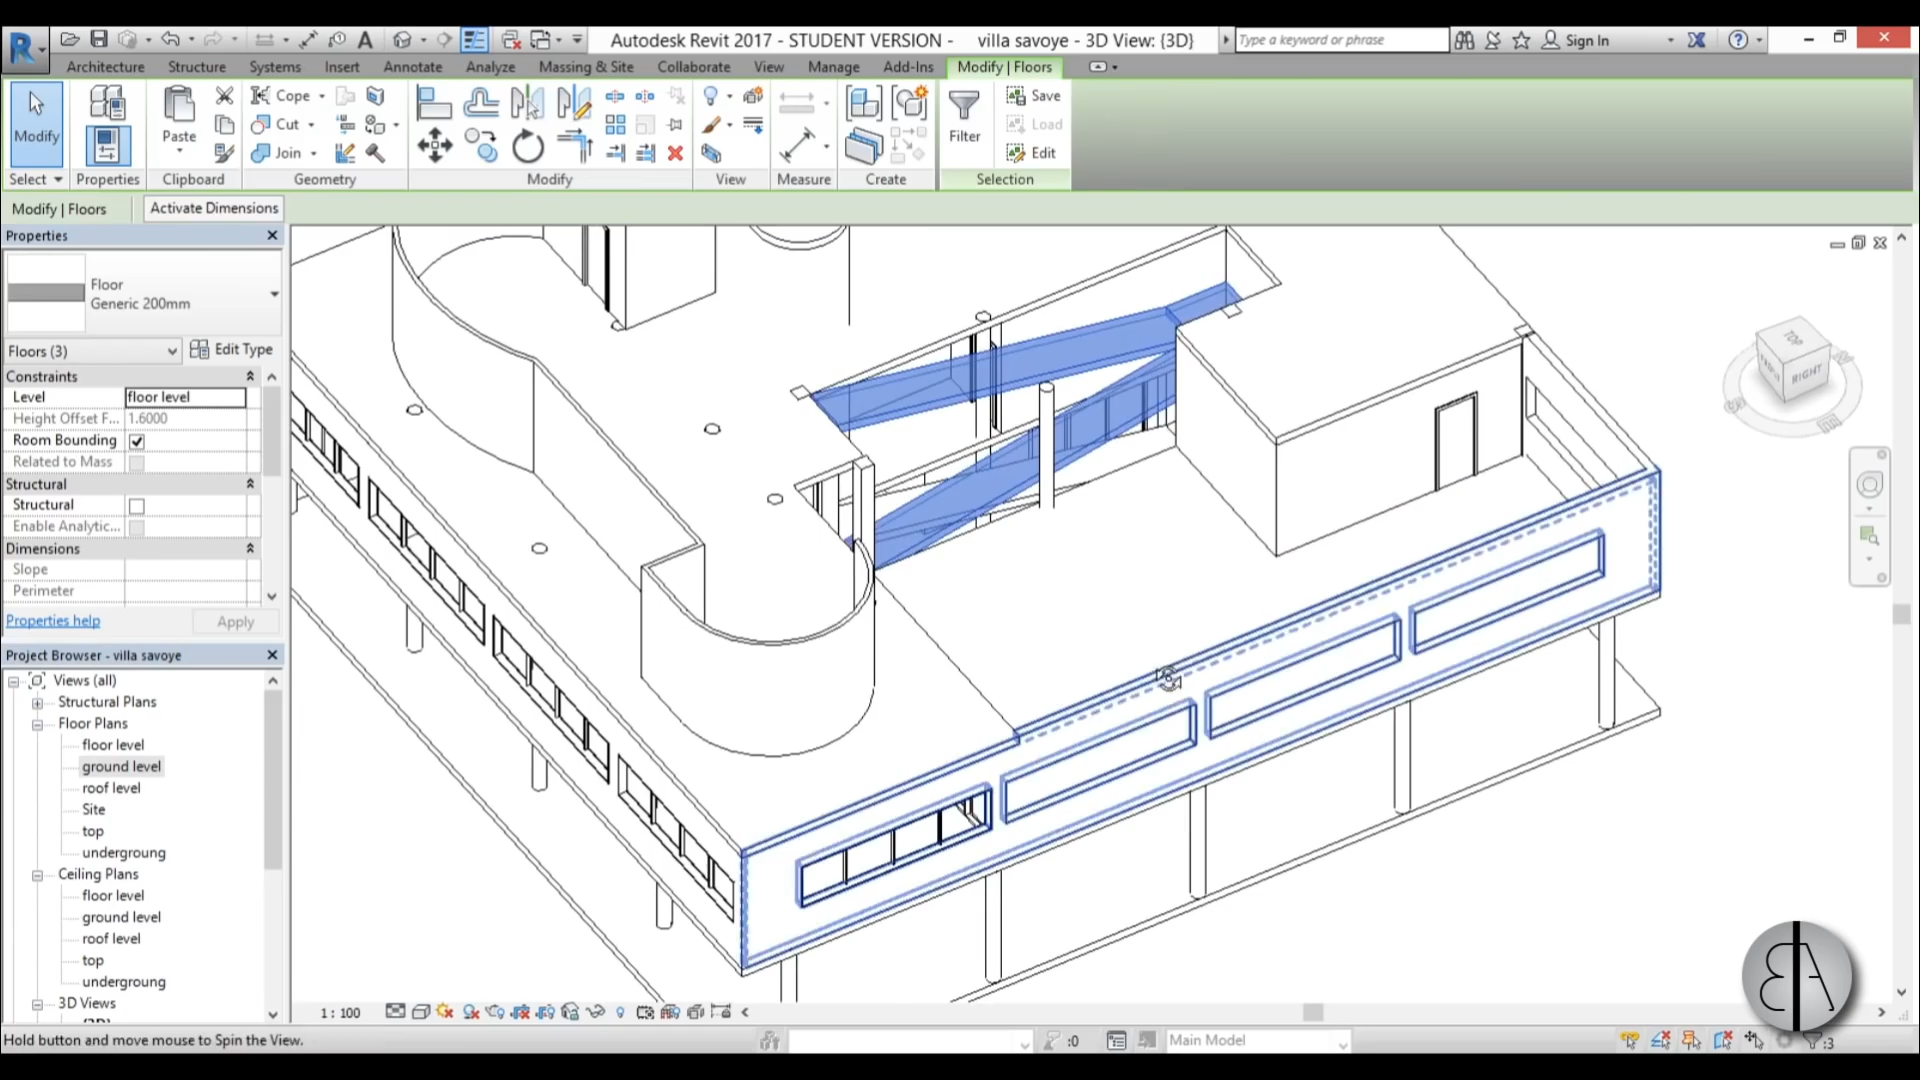 Autodesk Revit 2017 - STUDENT VERSION - villa savoye - 3D View: {3D}
Type a keyword or phrase
Sign In
Architecture Structure Systems Insert Annotate Analyze Massing & Site Collaborate View Manage Add-Ins Modify | Floors
Modify
Paste
Cope
Cut
Join
Filter
Save
Load
Edit
Select Properties Clipboard Geometry Modify View Measure Create Selection
Modify | Floors Activate Dimensions
Properties
Floor
Generic 200mm
Floors (3) Edit Type
Constraints
Level floor level
Height Offset F... 1.6000
Room Bounding
Related to Mass
Structural
Structural
Enable Analytic...
Dimensions
Slope
Perimeter
Properties help Apply
Project Browser - villa savoye
Views (all)
Structural Plans
Floor Plans
floor level
ground level
roof level
Site
top
undergroung
Ceiling Plans
floor level
ground level
roof level
top
undergroung
3D Views
TOP
RIGHT
1 : 100
Hold button and move mouse to Spin the View.
:0
Main Model
:3